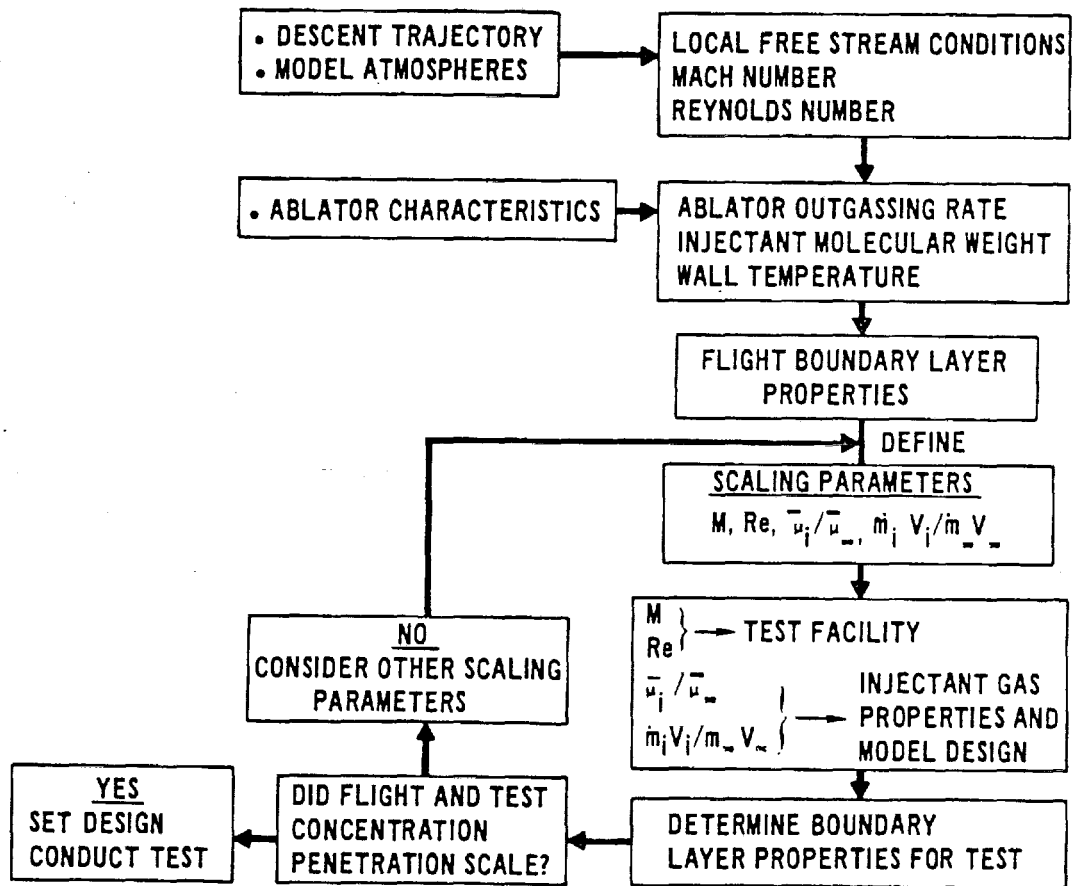 • DESCENT TRAJECTORY
• MODEL ATMOSPHERES
LOCAL FREE STREAM CONDITIONS
MACH NUMBER
REYNOLDS NUMBER
• ABLATOR CHARACTERISTICS
ABLATOR OUTGASSING RATE
INJECTANT MOLECULAR WEIGHT
WALL TEMPERATURE
FLIGHT BOUNDARY LAYER
PROPERTIES
DEFINE
SCALING PARAMETERS
M, Re, μ̄ᵢ/μ̄∞, ṁᵢ Vᵢ/ṁ∞ V∞
M
Re
TEST FACILITY
μ̄ᵢ/μ̄∞
ṁᵢVᵢ/m∞ V∞
INJECTANT GAS
PROPERTIES AND
MODEL DESIGN
NO
CONSIDER OTHER SCALING
PARAMETERS
YES
SET DESIGN
CONDUCT TEST
DID FLIGHT AND TEST
CONCENTRATION
PENETRATION SCALE?
DETERMINE BOUNDARY
LAYER PROPERTIES FOR TEST